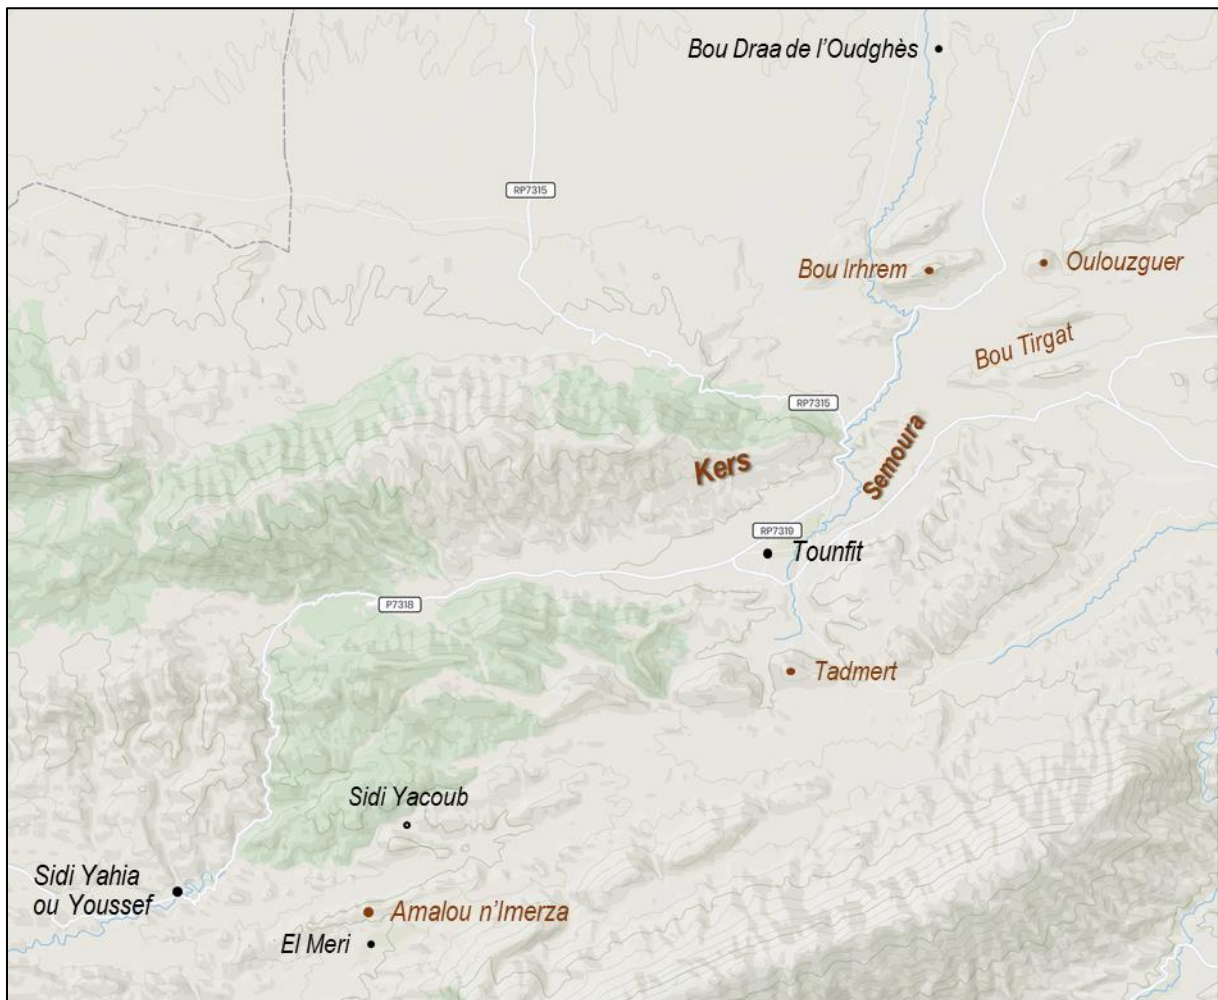 Bou Draa de l'Oudghès
RP7315
Bou Irhrem
Oulouzguer
Bou Tirgat
RP7315
Semoura
Kers
RP7319
Tounfit
P7318
Tadmert
Sidi Yacoub
Sidi Yahia
ou Youssef
Amalou n'Imerza
El Meri